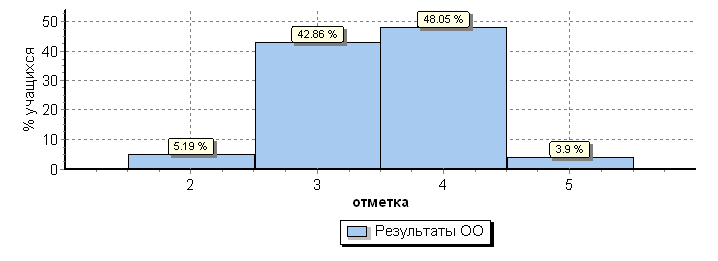 % учащихся
50
40
30
20
10
0
5.19 %
42.86 %
48.05 %
3.9 %
2 3 4 5
отметка
Результаты ОО